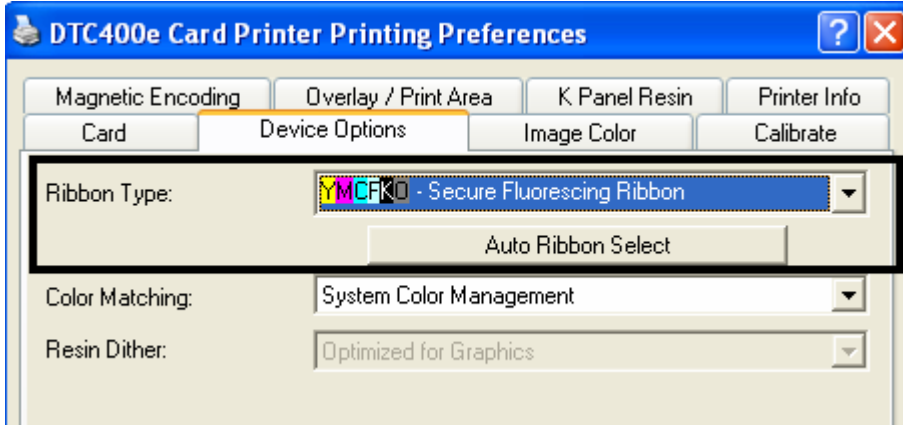 DTC400e Card Printer Printing Preferences
Magnetic Encoding Overlay / Print Area K Panel Resin Printer Info
Card Device Options Image Color Calibrate
Ribbon Type: YMCFKO - Secure Fluorescing Ribbon
Auto Ribbon Select
Color Matching: System Color Management
Resin Dither: Optimized for Graphics